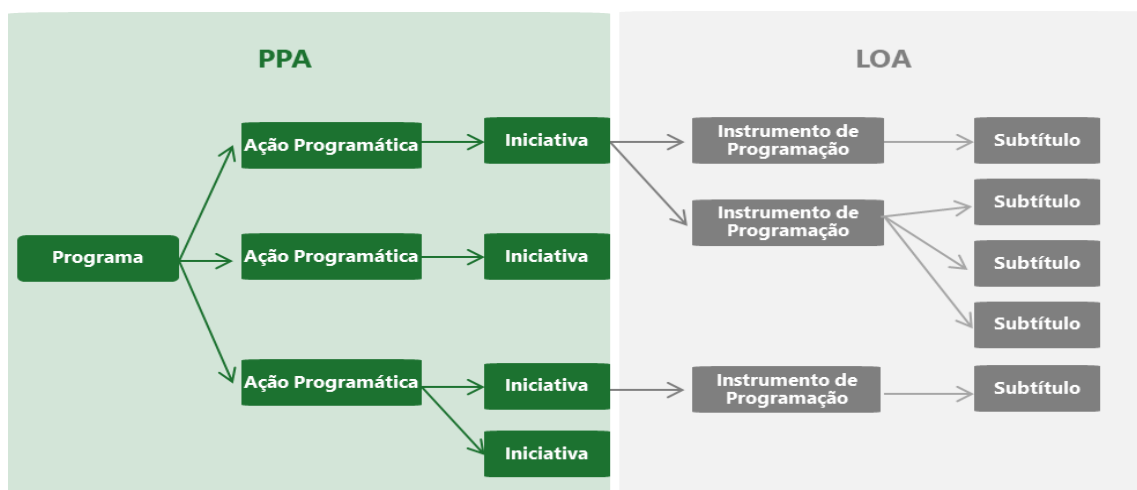 PPA
LOA
Ação Programática
Iniciativa
Instrumento de
Programação
Subtítulo
Instrumento de
Programação
Subtítulo
Programa
Ação Programática
Iniciativa
Subtítulo
Subtítulo
Ação Programática
Iniciativa
Instrumento de
Programação
Subtítulo
Iniciativa